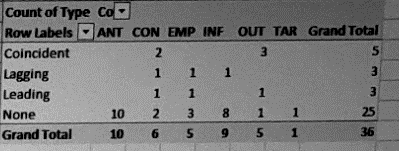 Count of Type Co
Row Labels ANT CON EMP INF OUT TAR Grand Total
Coincident 2 3 5
Lagging 1 1 1 3
Leading 1 1 1 3
None 10 2 3 8 1 1 25
Grand Total 10 6 5 9 5 1 36